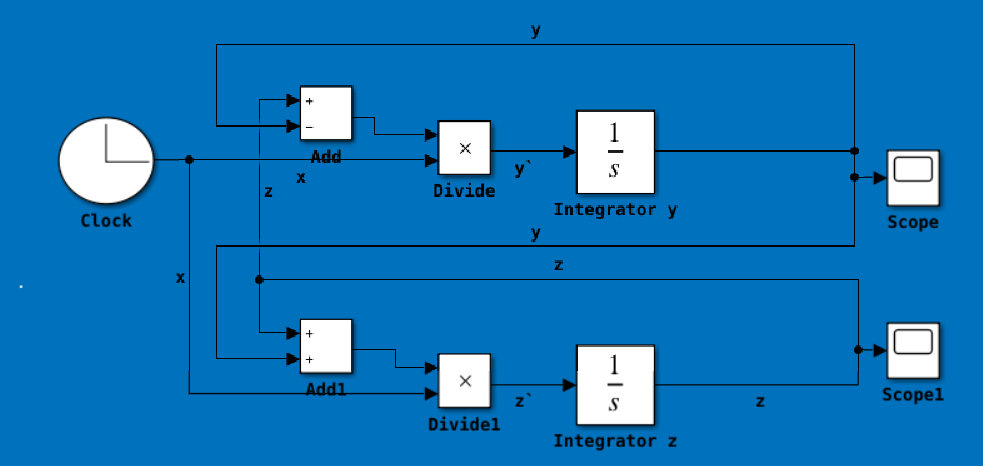 y
+
−
Add
×
Divide
y`
1
s
Integrator y
Clock
x
z
Scope
y
z
x
+
+
Add1
×
Divide1
z`
1
s
Integrator z
z
Scope1